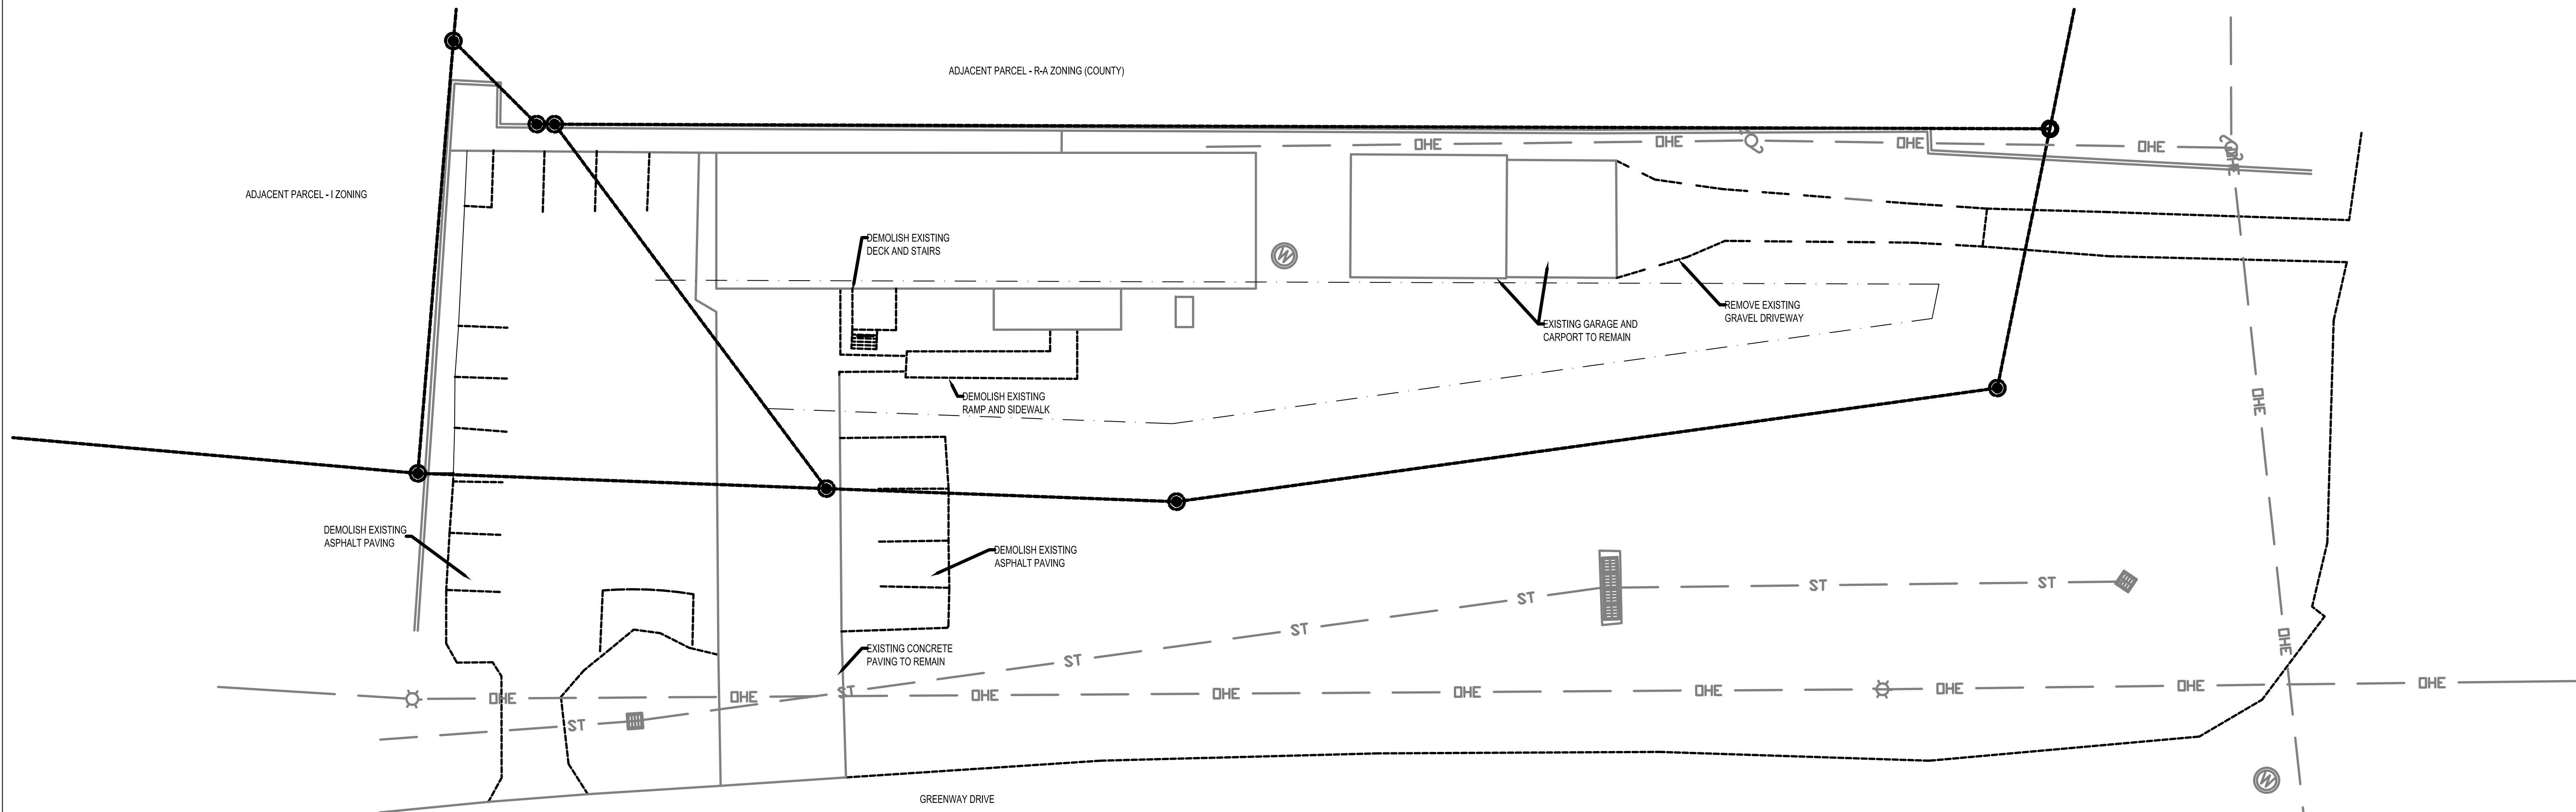 ADJACENT PARCEL - R-A ZONING (COUNTY)
OHE OHE OHE OHE
OHE
ADJACENT PARCEL - I ZONING
DEMOLISH EXISTING
DECK AND STAIRS
W
REMOVE EXISTING
GRAVEL DRIVEWAY
EXISTING GARAGE AND
CARPORT TO REMAIN
DEMOLISH EXISTING
RAMP AND SIDEWALK
OHE
DEMOLISH EXISTING
ASPHALT PAVING
DEMOLISH EXISTING
ASPHALT PAVING
ST ST ST ST ST ST
OHE
EXISTING CONCRETE
PAVING TO REMAIN
OHE OHE OHE OHE OHE OHE OHE OHE OHE
W
GREENWAY DRIVE